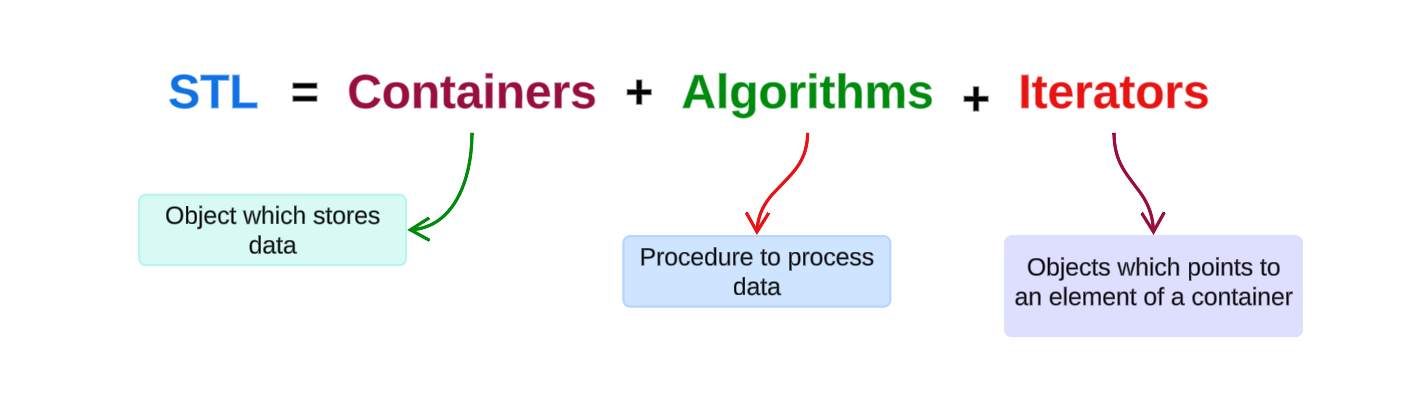 STL = Containers + Algorithms + Iterators
Object which stores
data
Procedure to process
data
Objects which points to
an element of a container